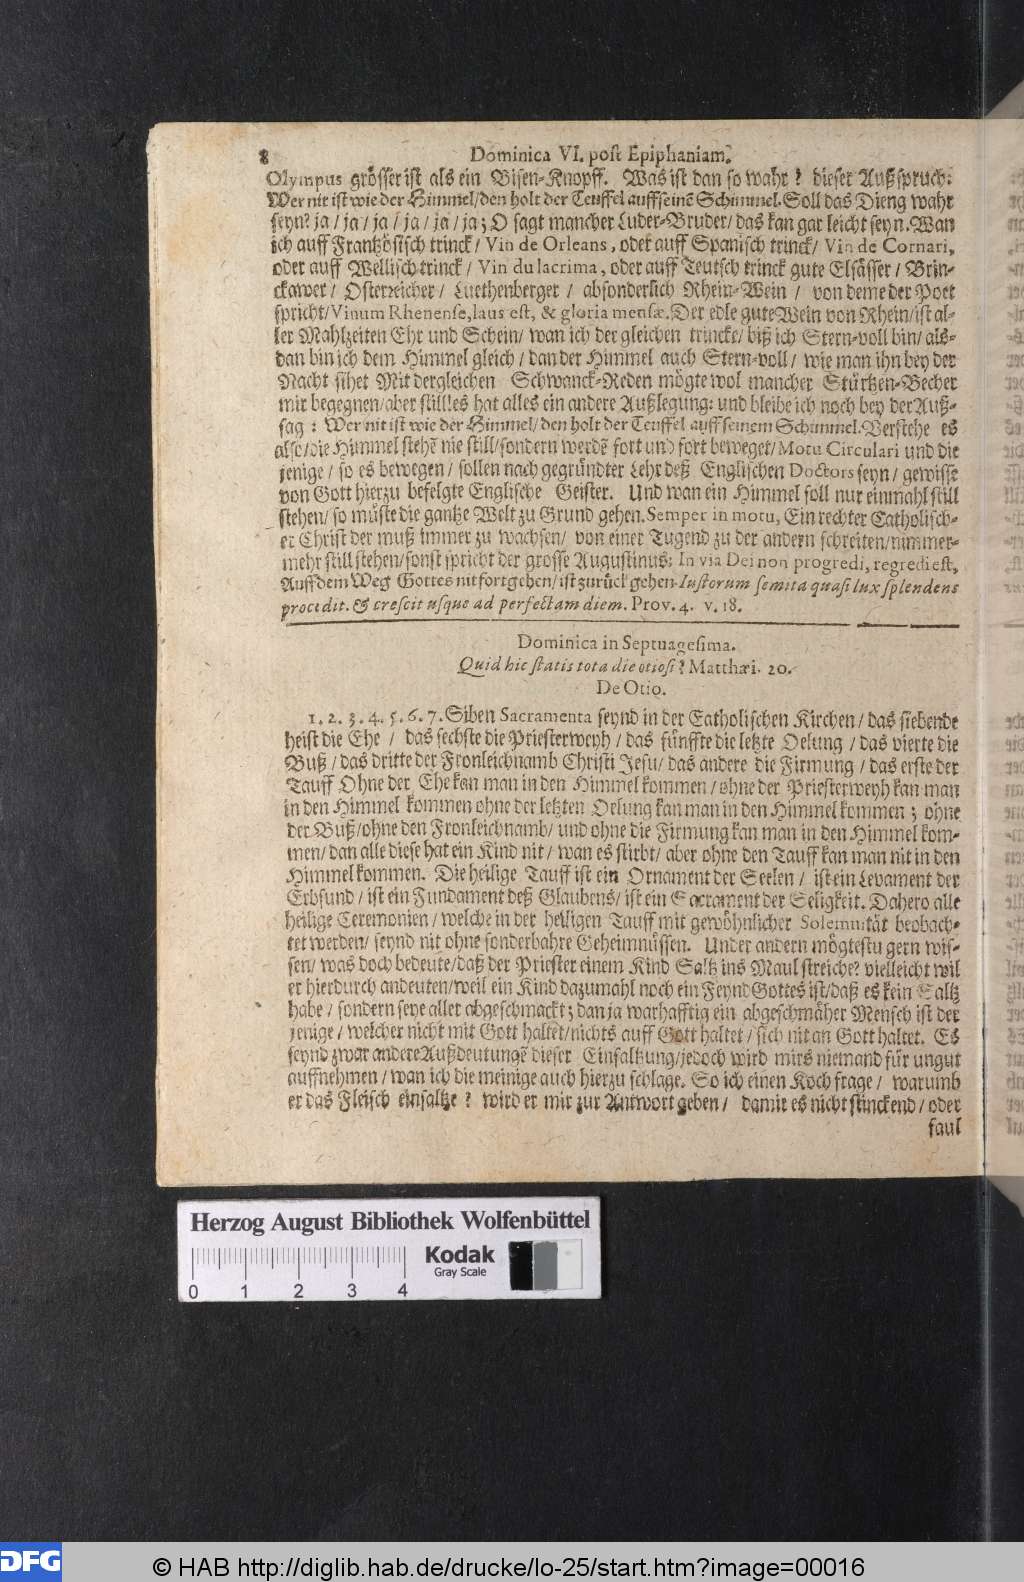 8 Dominica VI. post Epiphaniam.
Olympus grösser ist als ein Bisen-Knopff. Was ist dan so wahr? dieser Außspruch:
Wer nit ist wie der Himmel/den holt der Teuffel auff seinē Schimmel. Soll das Dieng wahr
seyn? ja/ ja/ ja/ ja/ ja/ ja; O sagt mancher Luder-Bruder/das kan gar leicht seyn. Wan
ich auff Frantzösisch trinck/ Vin de Orleans, oder auff Spanisch trinck/ Vin de Cornari,
oder auff Wellisch trinck/ Vin du lacrima, oder auff Teutsch trinck gute Elsässer/ Brin-
ckawer/ Osterreicher/ Luethenberger/ absonderlich Rhein-Wein/ von deme der Poet
spricht/ Vinum Rhenense, laus est, & gloria mensæ. Der edle gute Wein von Rhein/ist al-
ler Mahlzeiten Ehr und Schein/ wan ich der gleichen trincke/ biß ich Stern-voll bin/ als-
dan bin ich dem Himmel gleich/ dan der Himmel auch Stern-voll/ wie man ihn bey der
Nacht sihet Mit dergleichen Schwanck-Reden mögte wol mancher Stürtzen-Becher
mir begegnen/aber still! es hat alles ein andere Außlegung: und bleibe ich noch bey der Auß-
sag: Wer nit ist wie der Himmel/ den holt der Teuffel auff seinem Schimmel. Verstehe es
also/die Himmel stehē nie still/sondern werdē fort und fort beweget/ Motu Circulari und die
jenige/ so es bewegen/ sollen nach gegründter Lehr deß Englischen Doctors seyn/ gewisse
von Gott hierzu befelgte Englische Geister. Und wan ein Himmel soll nur einmahl still
stehen/ so müste die gantze Welt zu Grund gehen. Semper in motu, Ein rechter Catholisch-
er Christ der muß immer zu wachsen/ von einer Tugend zu der andern schreiten/nimmer-
mehr still stehen/sonst spricht der grosse Augustinus: In via Dei non progredi, regredi est,
Auff dem Weg Gottes nit fortgehen/ ist zurück gehen. Iustorum semita quasi lux splendens
procedit. & crescit usque ad perfectam diem. Prov. 4. v. 18.
Dominica in Septuagesima.
Quid hic statis tota die otiosi? Matthæi. 20.
De Otio.
1. 2. 3. 4. 5. 6. 7. Siben Sacramenta seynd in der Catholischen Kirchen/ das siebende
heist die Ehe/ das sechste die Priesterweyh/ das fünffte die letzte Oelung/ das vierte die
Buß/ das dritte der Fronleichnamb Christi Jesu/ das andere die Firmung/ das erste der
Tauff Ohne der Ehe kan man in den Himmel kommen/ ohne der Priesterweyh kan man
in den Himmel kommen ohne der letzten Oelung kan man in den Himmel kommen; ohne
der Buß/ohne den Fronleichnamb/ und ohne die Firmung kan man in den Himmel kom-
men/ dan alle diese hat ein Kind nit/ wan es stirbt/ aber ohne den Tauff kan man nit in den
Himmel kommen. Die heilige Tauff ist ein Ornament der Seelen/ ist ein Levament der
Erbsund/ ist ein Fundament deß Glaubens/ ist ein Sacrament der Seligkeit. Dahero alle
heilige Ceremonien/ welche in der heiligen Tauff mit gewöhnlicher Solemnität beobach-
tet werden/ seynd nit ohne sonderbahre Geheimnüssen. Under andern mögtestu gern wis-
sen/ was doch bedeute/daß der Priester einem Kind Saltz ins Maul streiche? vielleicht wil
er hierdurch andeuten/weil ein Kind dazumahl noch ein Feynd Gottes ist/daß es kein Saltz
habe/ sondern seye aller abgeschmackt; dan ja warhafftig ein abgeschmäher Mensch ist der
jenige/ welcher nicht mit Gott haltet/nichts auff Gott haltet/ sich nit an Gott haltet. Es
seynd zwar andere Außdeutungē dieser Einsaltzung/jedoch wird mirs niemand für ungut
auffnehmen/ wan ich die meinige auch hierzu schlage. So ich einen Koch frage/ warumb
er das Fleisch einsaltze? wird er mir zur Antwort geben/ damit es nicht stinckend/ oder
faul
Herzog August Bibliothek Wolfenbüttel
0 1 2 3 4
Kodak
Gray Scale
DFG
© HAB http://diglib.hab.de/drucke/lo-25/start.htm?image=00016